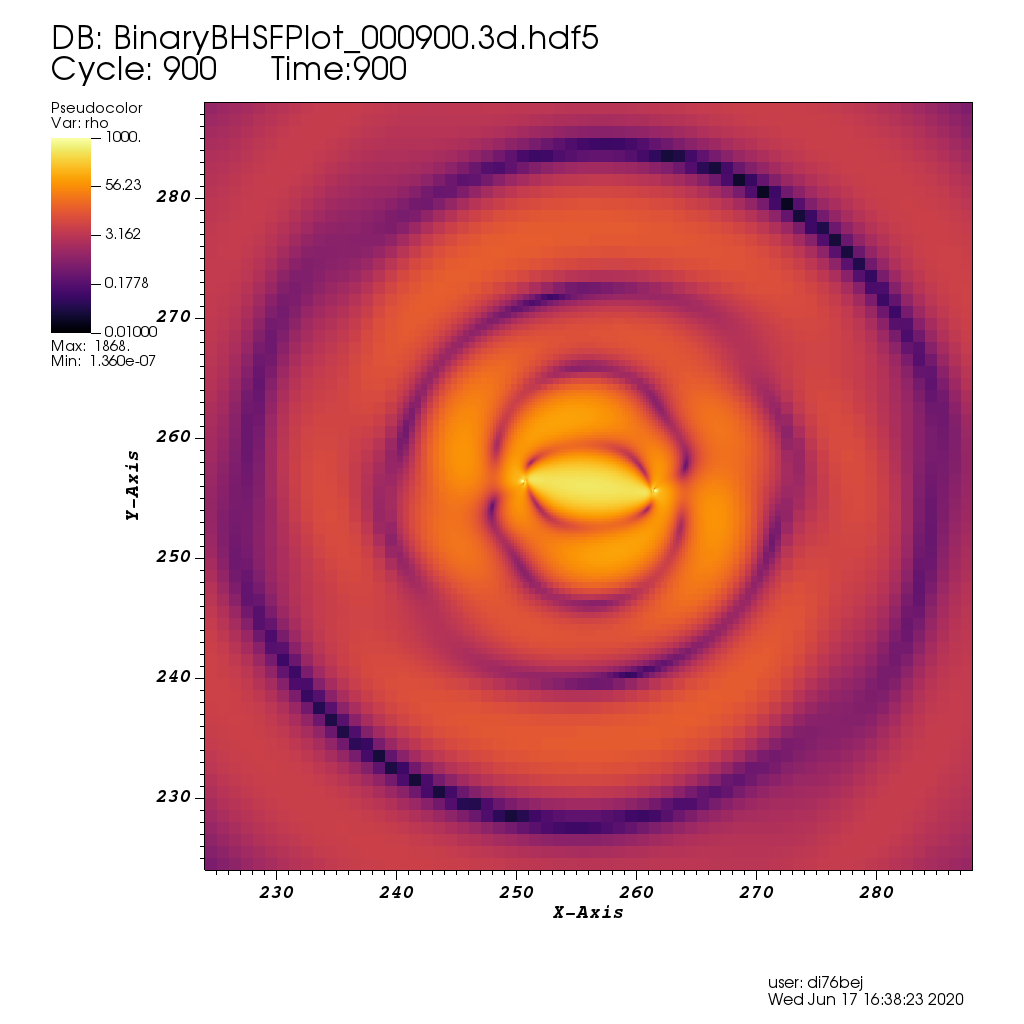 DB: BinaryBHSFPlot_000900.3d.hdf5
Cycle: 900 Time:900
Pseudocolor
Var: rho
1000.
56.23
3.162
0.1778
0.01000
Max: 1868.
Min: 1.360e-07
280
270
260
250
240
230
Y-Axis
230 240 250 260 270 280
X-Axis
user: di76bej
Wed Jun 17 16:38:23 2020